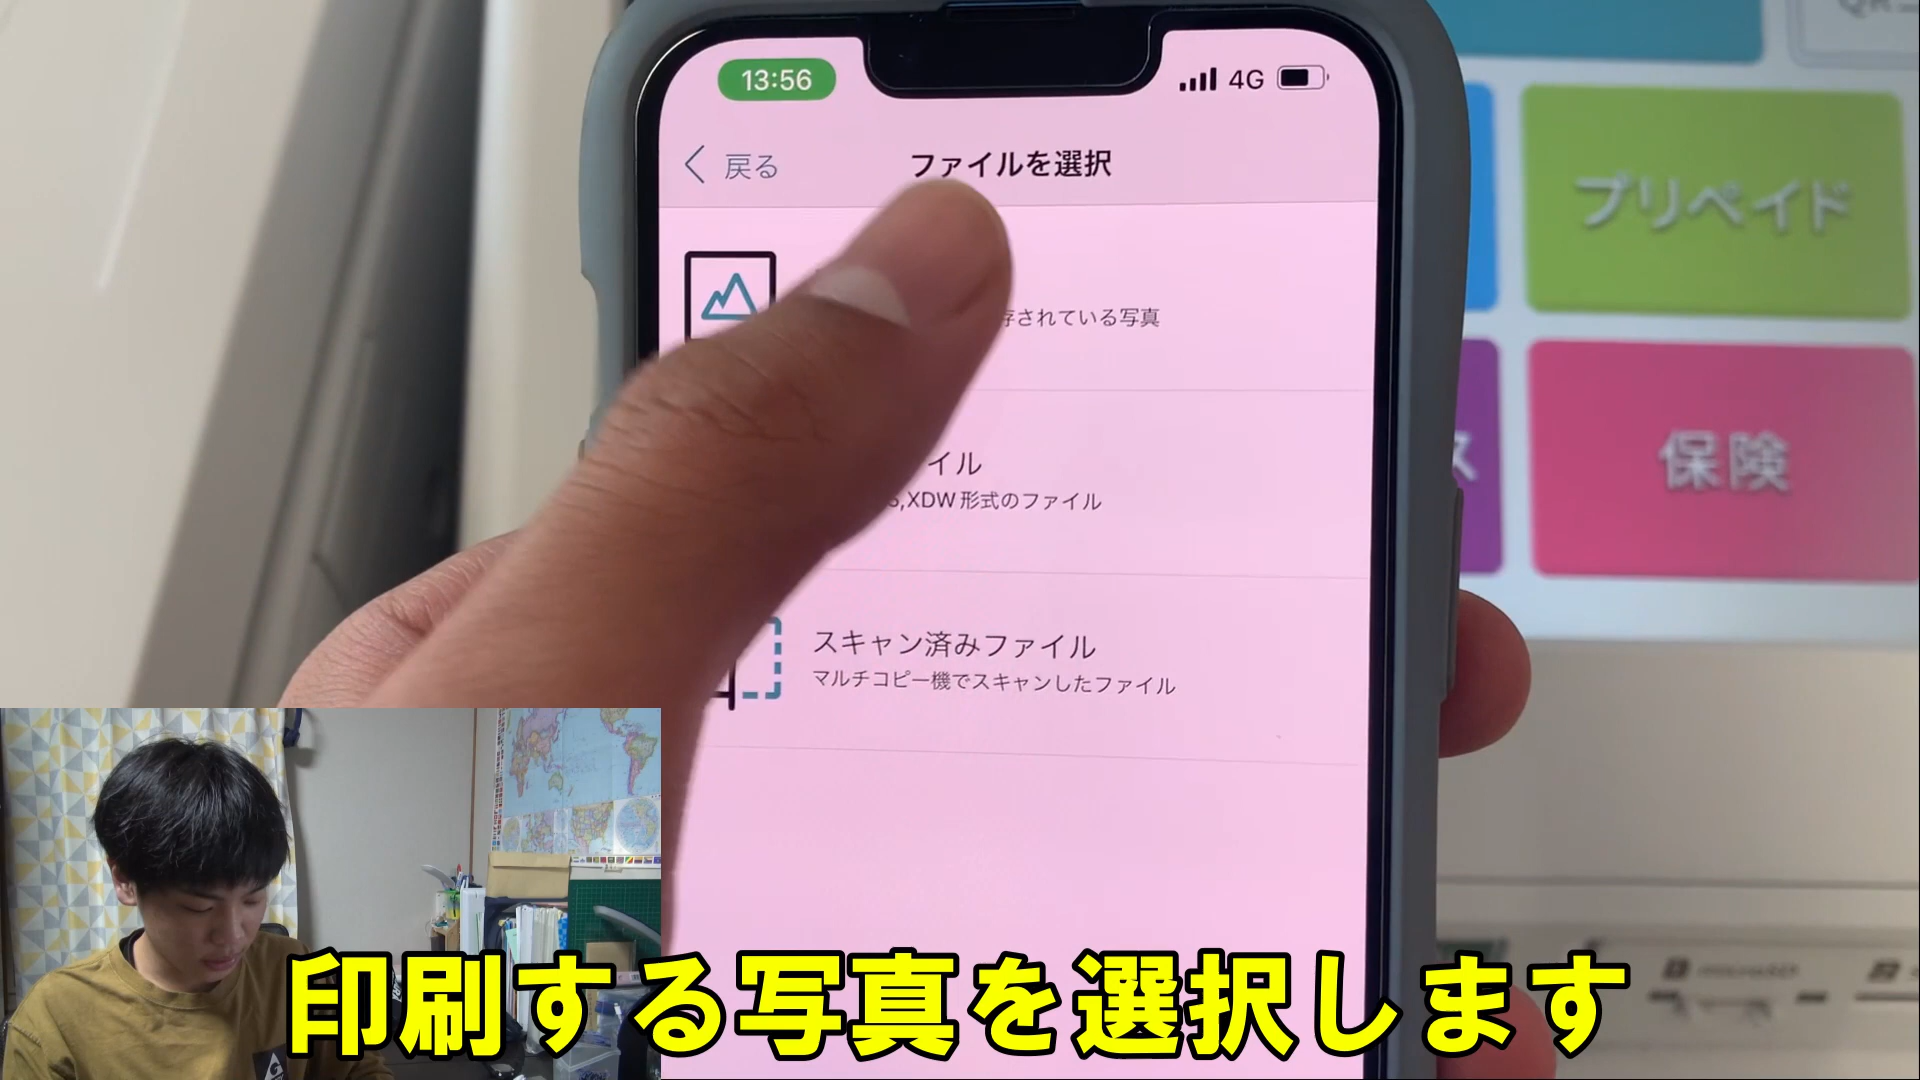 13:56
4G
戻る
ファイルを選択
存されている写真
イル
,XDW 形式のファイル
スキャン済みファイル
マルチコピー機でスキャンしたファイル
プリペイド
保険
印刷する写真を選択します